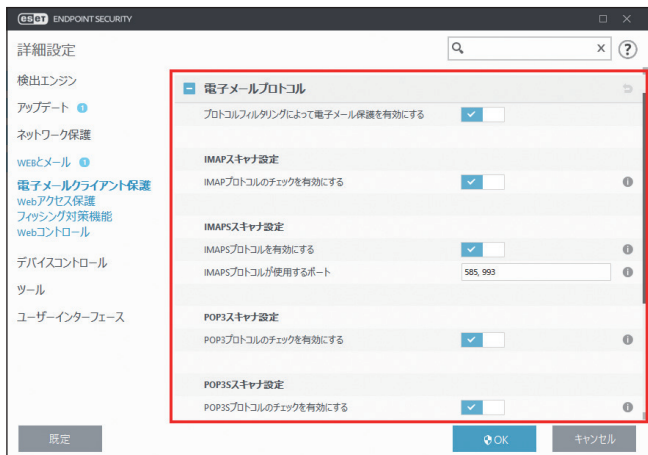 eset ENDPOINT SECURITY
詳細設定
x ?
検出エンジン
アップデート 1
ネットワーク保護
WEBとメール 1
電子メールクライアント保護
Webアクセス保護
フィッシング対策機能
Webコントロール
デバイスコントロール
ツール
ユーザーインターフェース
電子メールプロトコル
プロトコルフィルタリングによって電子メール保護を有効にする
IMAPスキャナ設定
IMAPプロトコルのチェックを有効にする
IMAPSスキャナ設定
IMAPSプロトコルを有効にする
IMAPSプロトコルが使用するポート 585, 993
POP3スキャナ設定
POP3プロトコルのチェックを有効にする
POP3Sスキャナ設定
POP3Sプロトコルのチェックを有効にする
既定 OK キャンセル